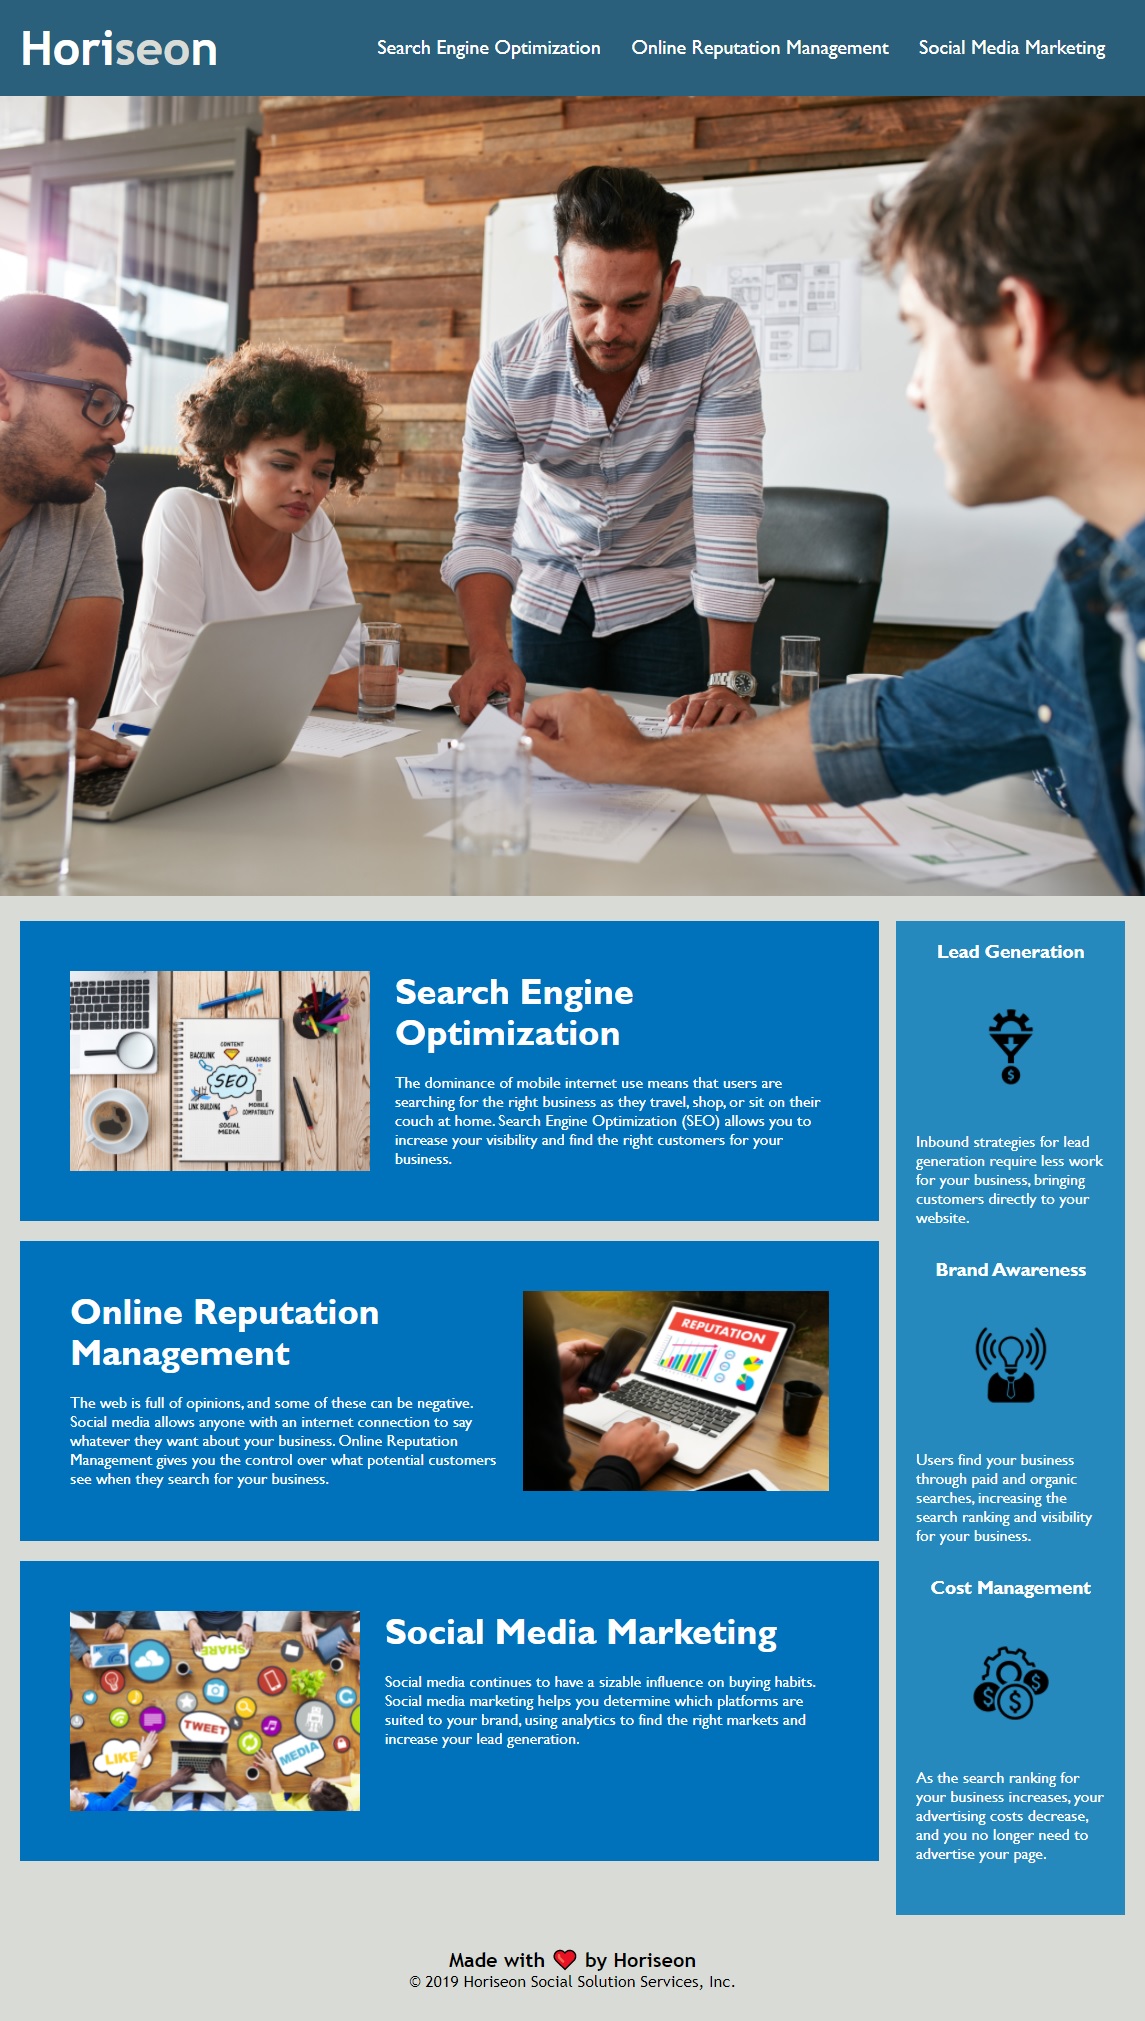 Horiseon
Search Engine Optimization
Online Reputation Management
Social Media Marketing
CONTENT
BACKLINK
HEADINGS
SEO
LINK BUILDING
MOBILE
COMPATIBILITY
SOCIAL
MEDIA
Search Engine
Optimization
The dominance of mobile internet use means that users are
searching for the right business as they travel, shop, or sit on their
couch at home. Search Engine Optimization (SEO) allows you to
increase your visibility and find the right customers for your
business.
Online Reputation
Management
The web is full of opinions, and some of these can be negative.
Social media allows anyone with an internet connection to say
whatever they want about your business. Online Reputation
Management gives you the control over what potential customers
see when they search for your business.
REPUTATION
SHARE
TWEET
LIKE
MEDIA
Social Media Marketing
Social media continues to have a sizable influence on buying habits.
Social media marketing helps you determine which platforms are
suited to your brand, using analytics to find the right markets and
increase your lead generation.
Lead Generation
$
Inbound strategies for lead
generation require less work
for your business, bringing
customers directly to your
website.
Brand Awareness
Users find your business
through paid and organic
searches, increasing the
search ranking and visibility
for your business.
Cost Management
$ $ $
As the search ranking for
your business increases, your
advertising costs decrease,
and you no longer need to
advertise your page.
Made with ❤️ by Horiseon
© 2019 Horiseon Social Solution Services, Inc.